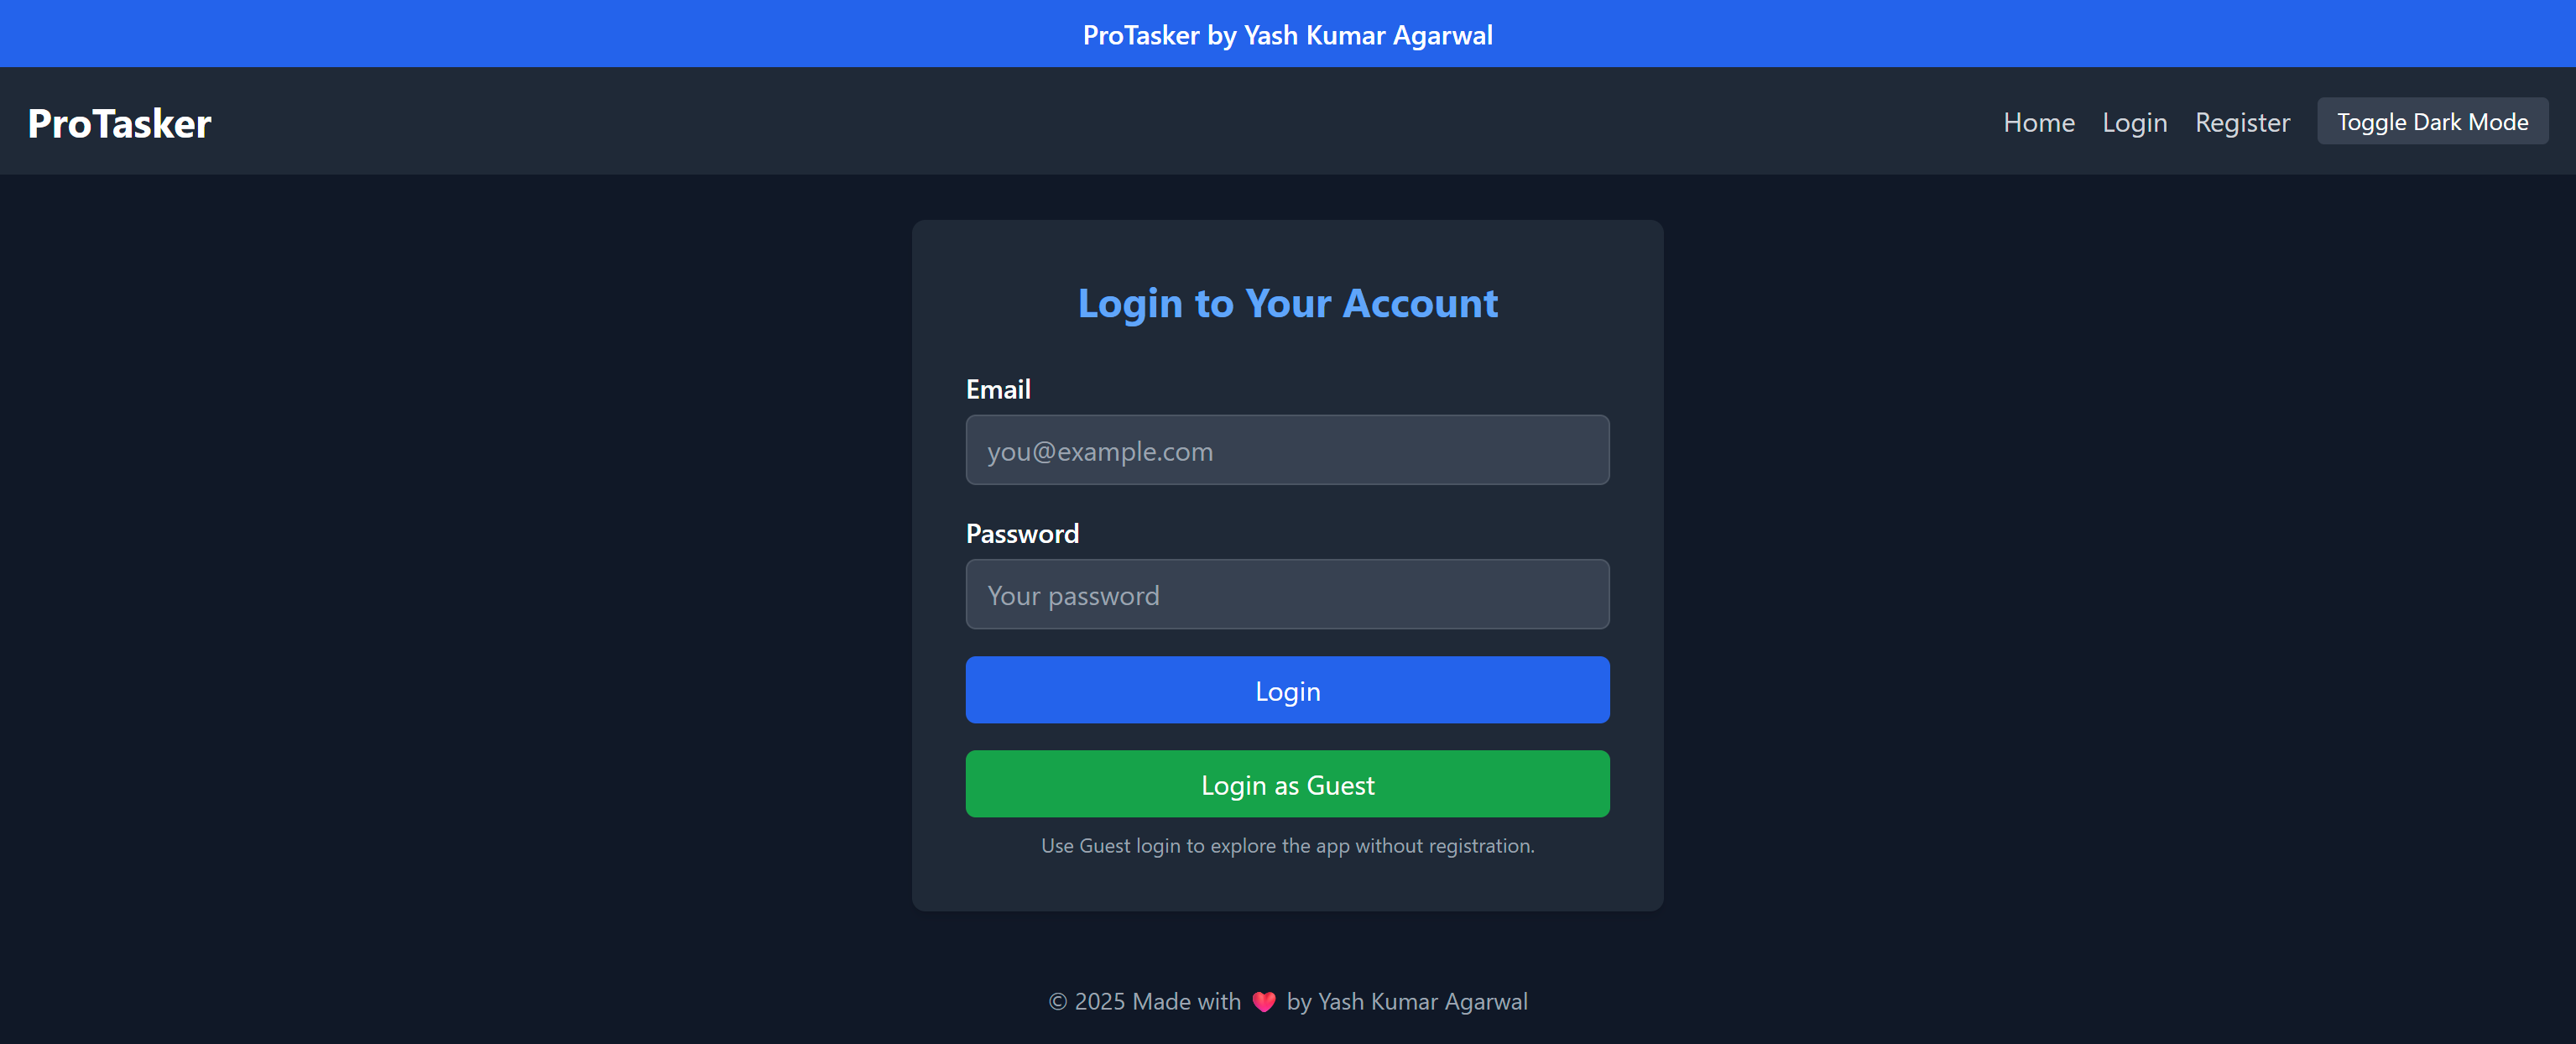 ProTasker by Yash Kumar Agarwal
ProTasker
Home Login Register Toggle Dark Mode
Login to Your Account
Email
you@example.com
Password
Your password
Login
Login as Guest
Use Guest login to explore the app without registration.
© 2025 Made with ❤️ by Yash Kumar Agarwal